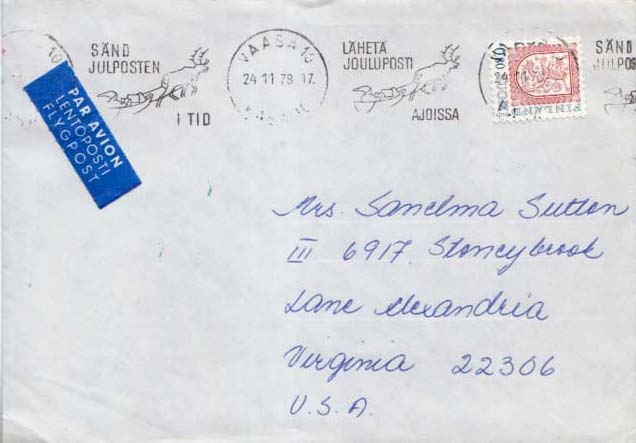 SÄND JULPOSTEN I TID
VAASA 10
24.11.78-17.
LÄHETÄ JOULUPOSTI AJOISSA
SÄND
JULPOS
PAR AVION
LENTOPOSTI
FLYGPOST
Mrs. Sanelma Sutton
III 6917 Stoneybrook
Lane Alexandria
Virginia 22306
U.S.A.